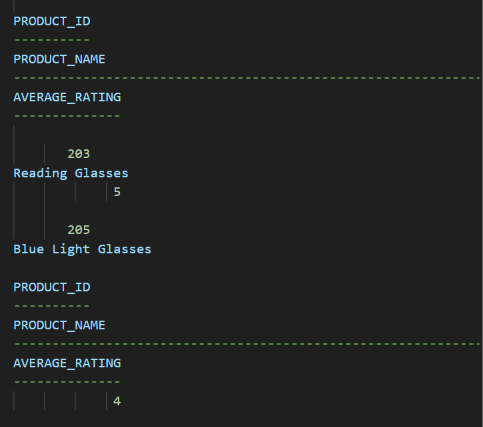 PRODUCT_ID
----------
PRODUCT_NAME
-------------------------------------------------------------
AVERAGE_RATING
--------------
203
Reading Glasses
5
205
Blue Light Glasses
PRODUCT_ID
----------
PRODUCT_NAME
-------------------------------------------------------------
AVERAGE_RATING
--------------
4